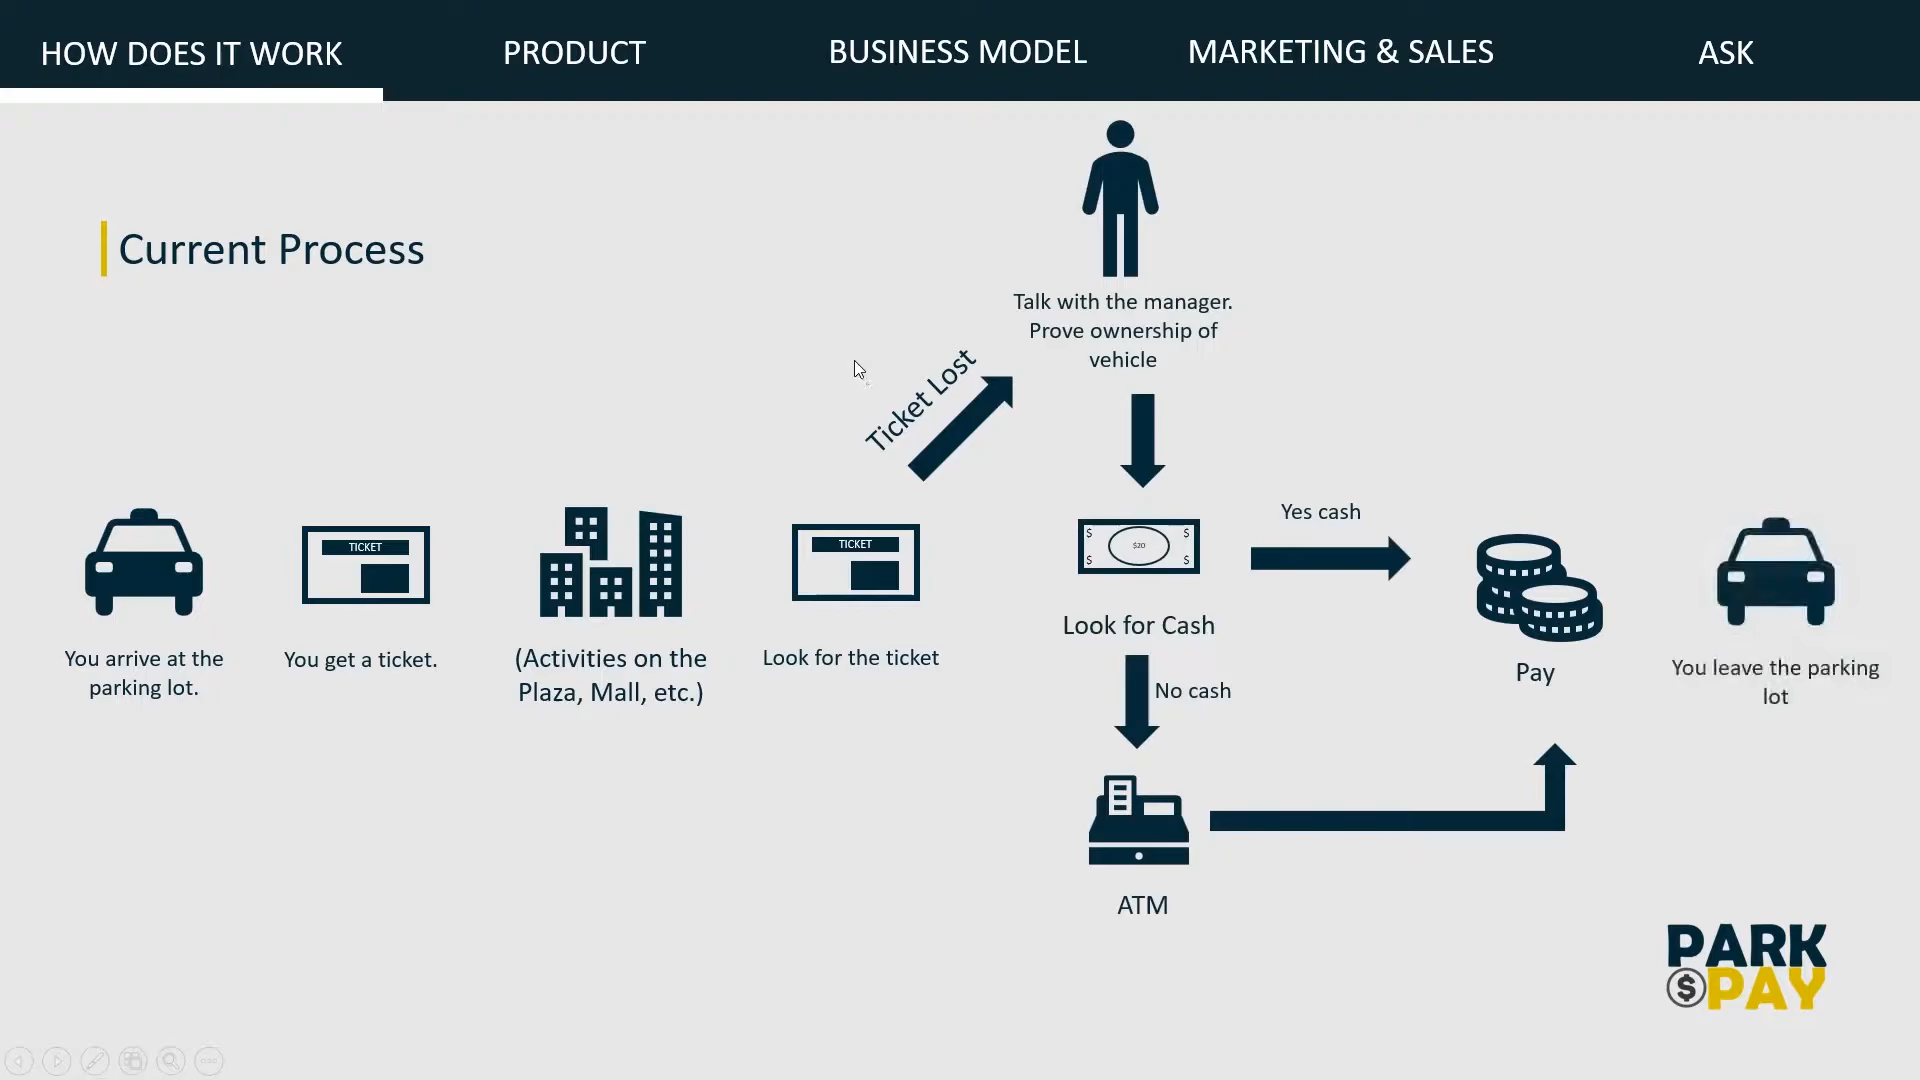 HOW DOES IT WORK
PRODUCT
BUSINESS MODEL
MARKETING & SALES
ASK
Current Process
Talk with the manager.
Prove ownership of
vehicle
Ticket Lost
TICKET
TICKET
$ $
$20
$ $
Yes cash
You arrive at the
parking lot.
You get a ticket.
(Activities on the
Plaza, Mall, etc.)
Look for the ticket
Look for Cash
No cash
Pay
You leave the parking
lot
ATM
PARK
$PAY